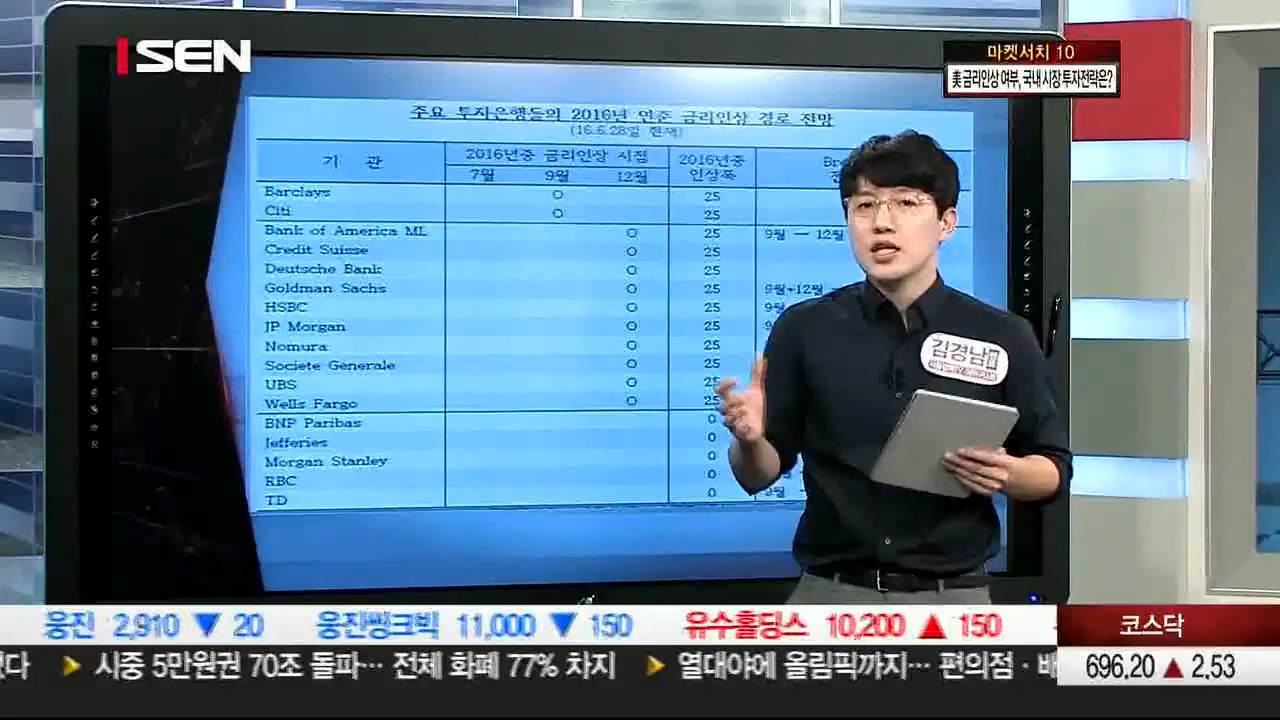 SEN
마켓서치 10
美 금리인상 여부, 국내 시장 투자전략은?
주요 투자은행들의 2016년 연준 금리인상 경로 전망
(16.6.28일 현재)
기 관 2016년중 금리인상 시점 2016년중 인상폭
7월 9월 12월
Barclays O 25
Citi O 25
Bank of America ML O 25 9월 → 12월
Credit Suisse O 25
Deutsche Bank O 25
Goldman Sachs O 25 9월+12월
HSBC O 25 9월
JP Morgan O 25
Nomura O 25
Societe Generale O 25
UBS O 25
Wells Fargo O 25
BNP Paribas 0
Jefferies 0
Morgan Stanley 0
RBC 0
TD 0 9월
김경남
웅진 2,910 ▼ 20 웅진씽크빅 11,000 ▼ 150 유수홀딩스 10,200 ▲ 150
코스닥
696.20 ▲ 2.53
시중 5만원권 70조 돌파… 전체 화폐 77% 차지 열대야에 올림픽까지… 편의점 ·